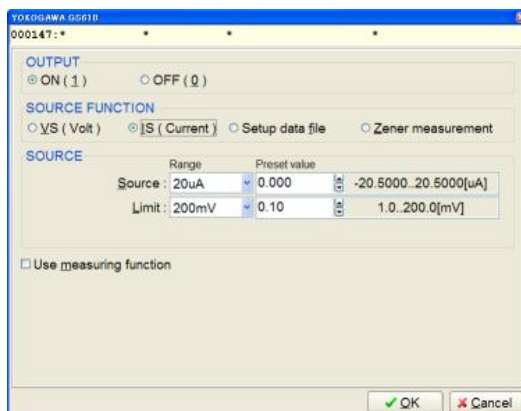 YOKOGAWA GS610
000147:* * * *
OUTPUT
ON ( 1 ) OFF ( 0 )
SOURCE FUNCTION
VS ( Volt ) IS ( Current ) Setup data file Zener measurement
SOURCE
Range Preset value
Source : 20uA 0.000 -20.5000..20.5000[uA]
Limit : 200mV 0.10 1.0..200.0[mV]
Use measuring function
OK Cancel